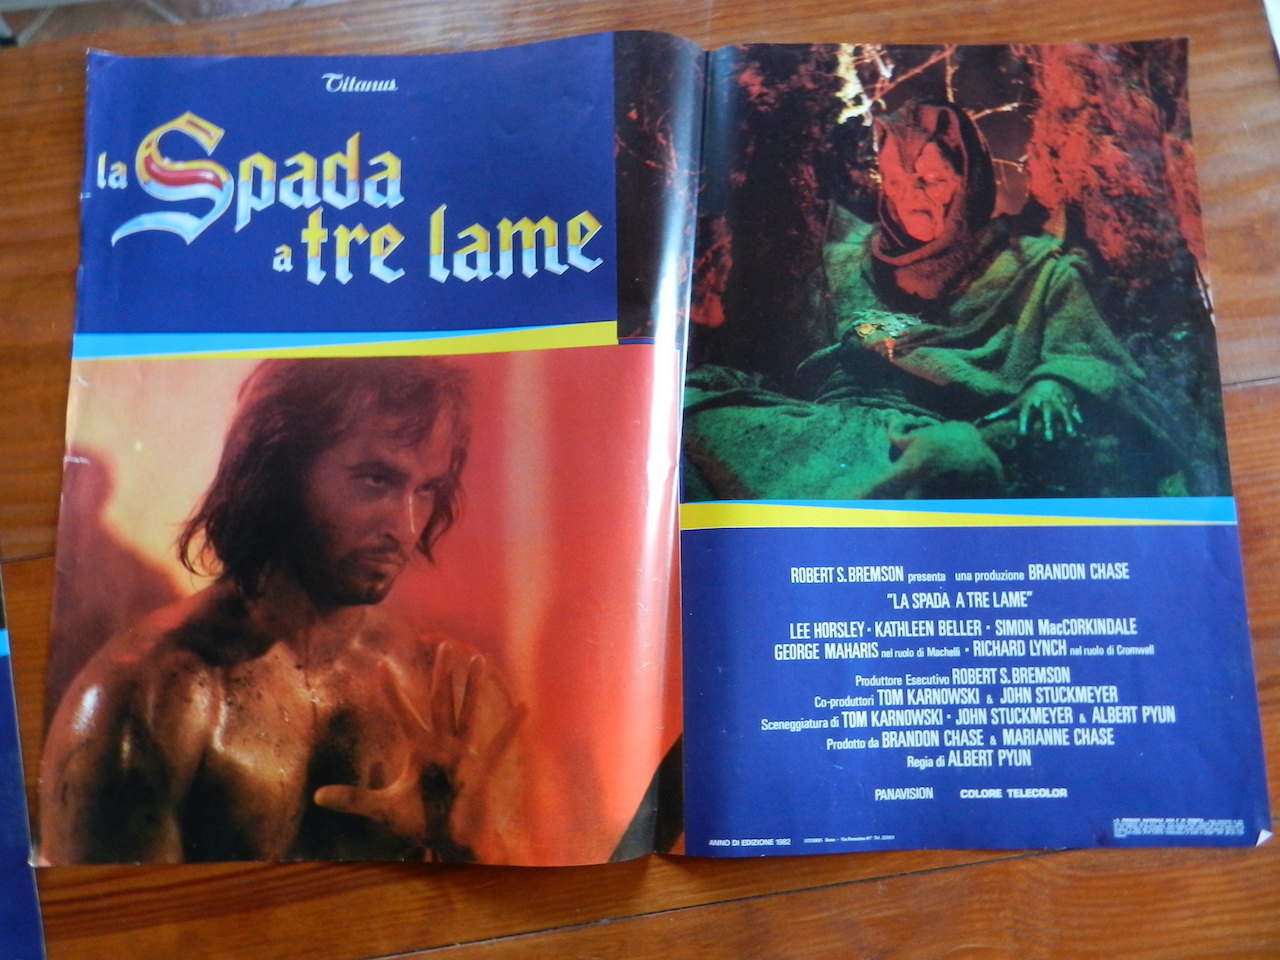 Titanus
la Spada
a tre lame
ROBERT S. BREMSON presenta una produzione BRANDON CHASE
"LA SPADA A TRE LAME"
LEE HORSLEY · KATHLEEN BELLER · SIMON MacCORKINDALE
GEORGE MAHARIS nel ruolo di Machelli · RICHARD LYNCH nel ruolo di Cromwell
Produttore Esecutivo ROBERT S. BREMSON
Co-produttori TOM KARNOWSKI & JOHN STUCKMEYER
Sceneggiatura di TOM KARNOWSKI · JOHN STUCKMEYER & ALBERT PYUN
Prodotto da BRANDON CHASE & MARIANNE CHASE
Regia di ALBERT PYUN
PANAVISION COLORE TELECOLOR
ANNO DI EDIZIONE 1982